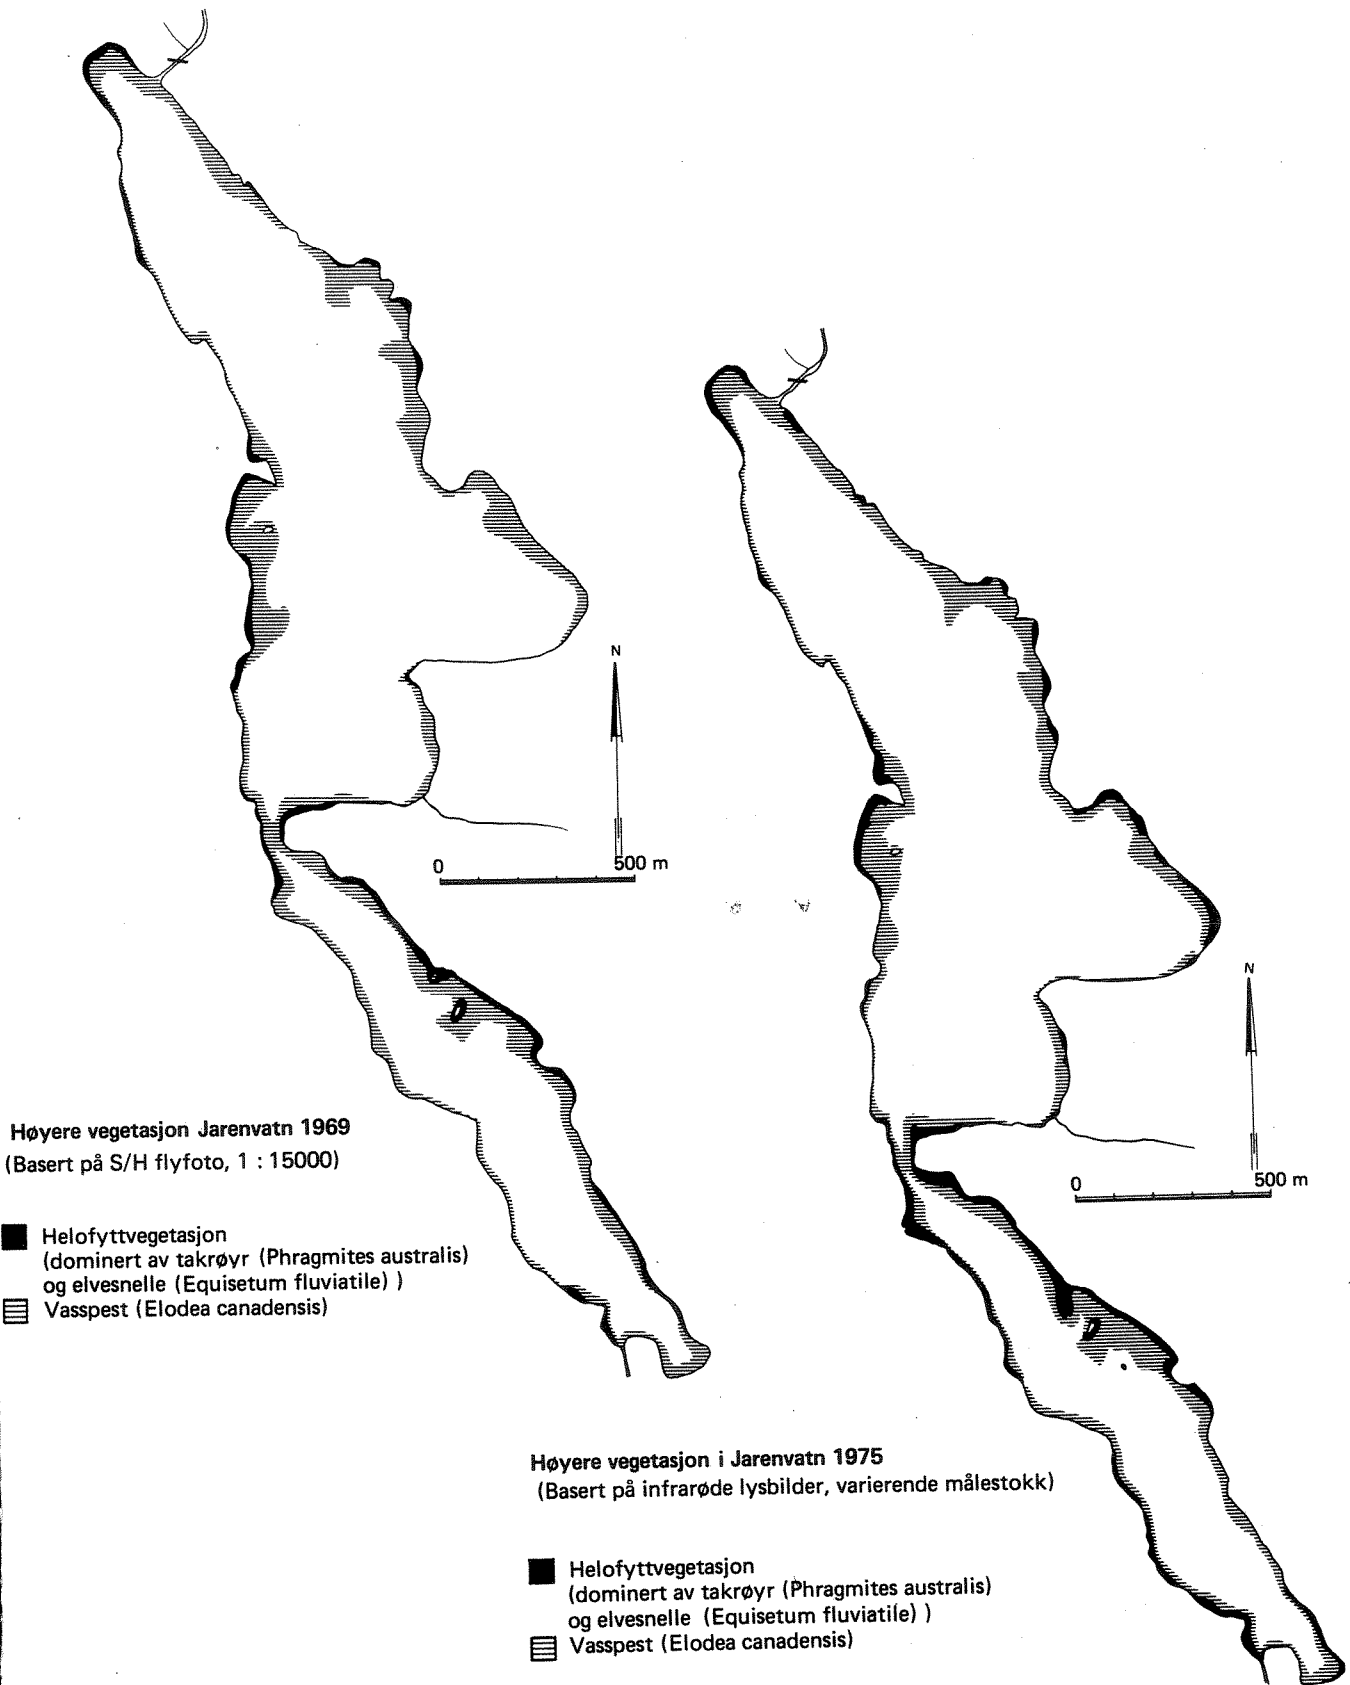 N
0 500 m
Høyere vegetasjon Jarenvatn 1969
(Basert på S/H flyfoto, 1 : 15000)
Helofyttvegetasjon
(dominert av takrøyr (Phragmites australis)
og elvesnelle (Equisetum fluviatile) )
Vasspest (Elodea canadensis)
N
0 500 m
Høyere vegetasjon i Jarenvatn 1975
(Basert på infrarøde lysbilder, varierende målestokk)
Helofyttvegetasjon
(dominert av takrøyr (Phragmites australis)
og elvesnelle (Equisetum fluviatile) )
Vasspest (Elodea canadensis)